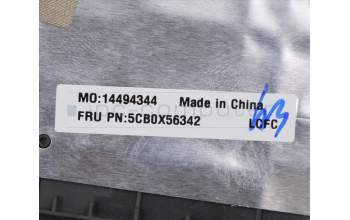 MO:14494344 Made in China
FRU PN:5CB0X56342 LCFC